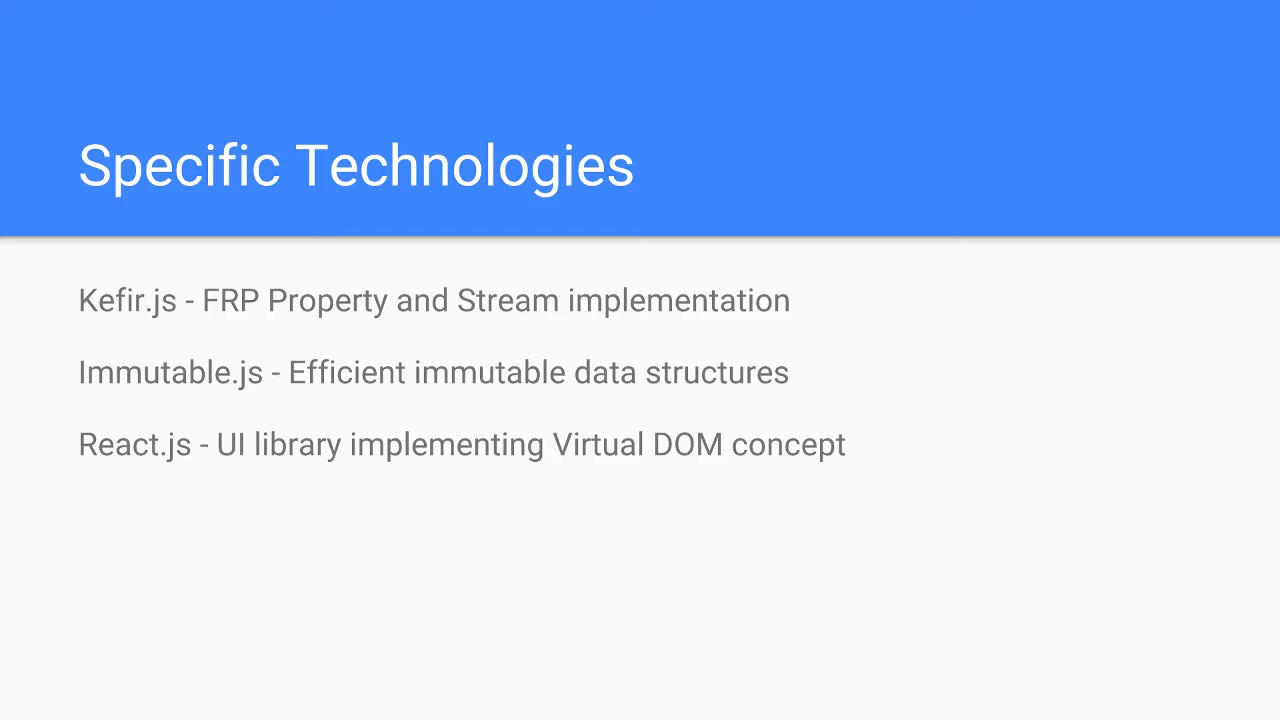 Specific Technologies
Kefir.js - FRP Property and Stream implementation
Immutable.js - Efficient immutable data structures
React.js - UI library implementing Virtual DOM concept